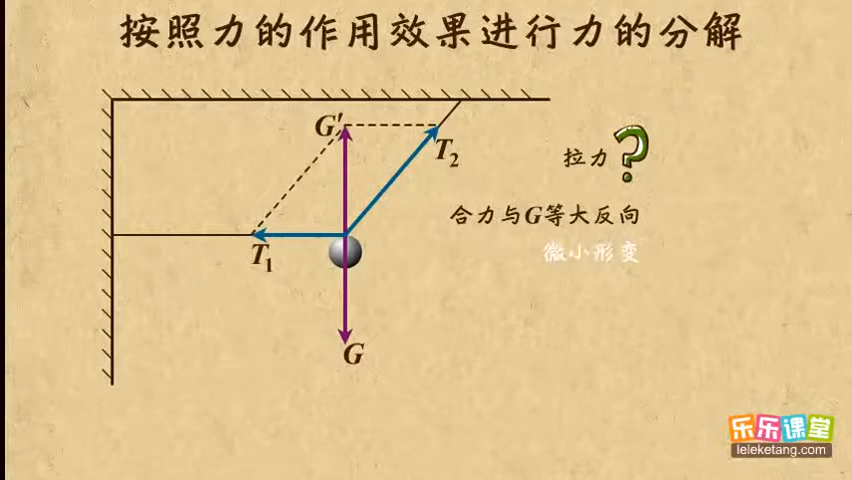 按照力的作用效果进行力的分解
G'
T2
拉力?
合力与G等大反向
微小形变
T1
G
乐乐课堂
leleketang.com